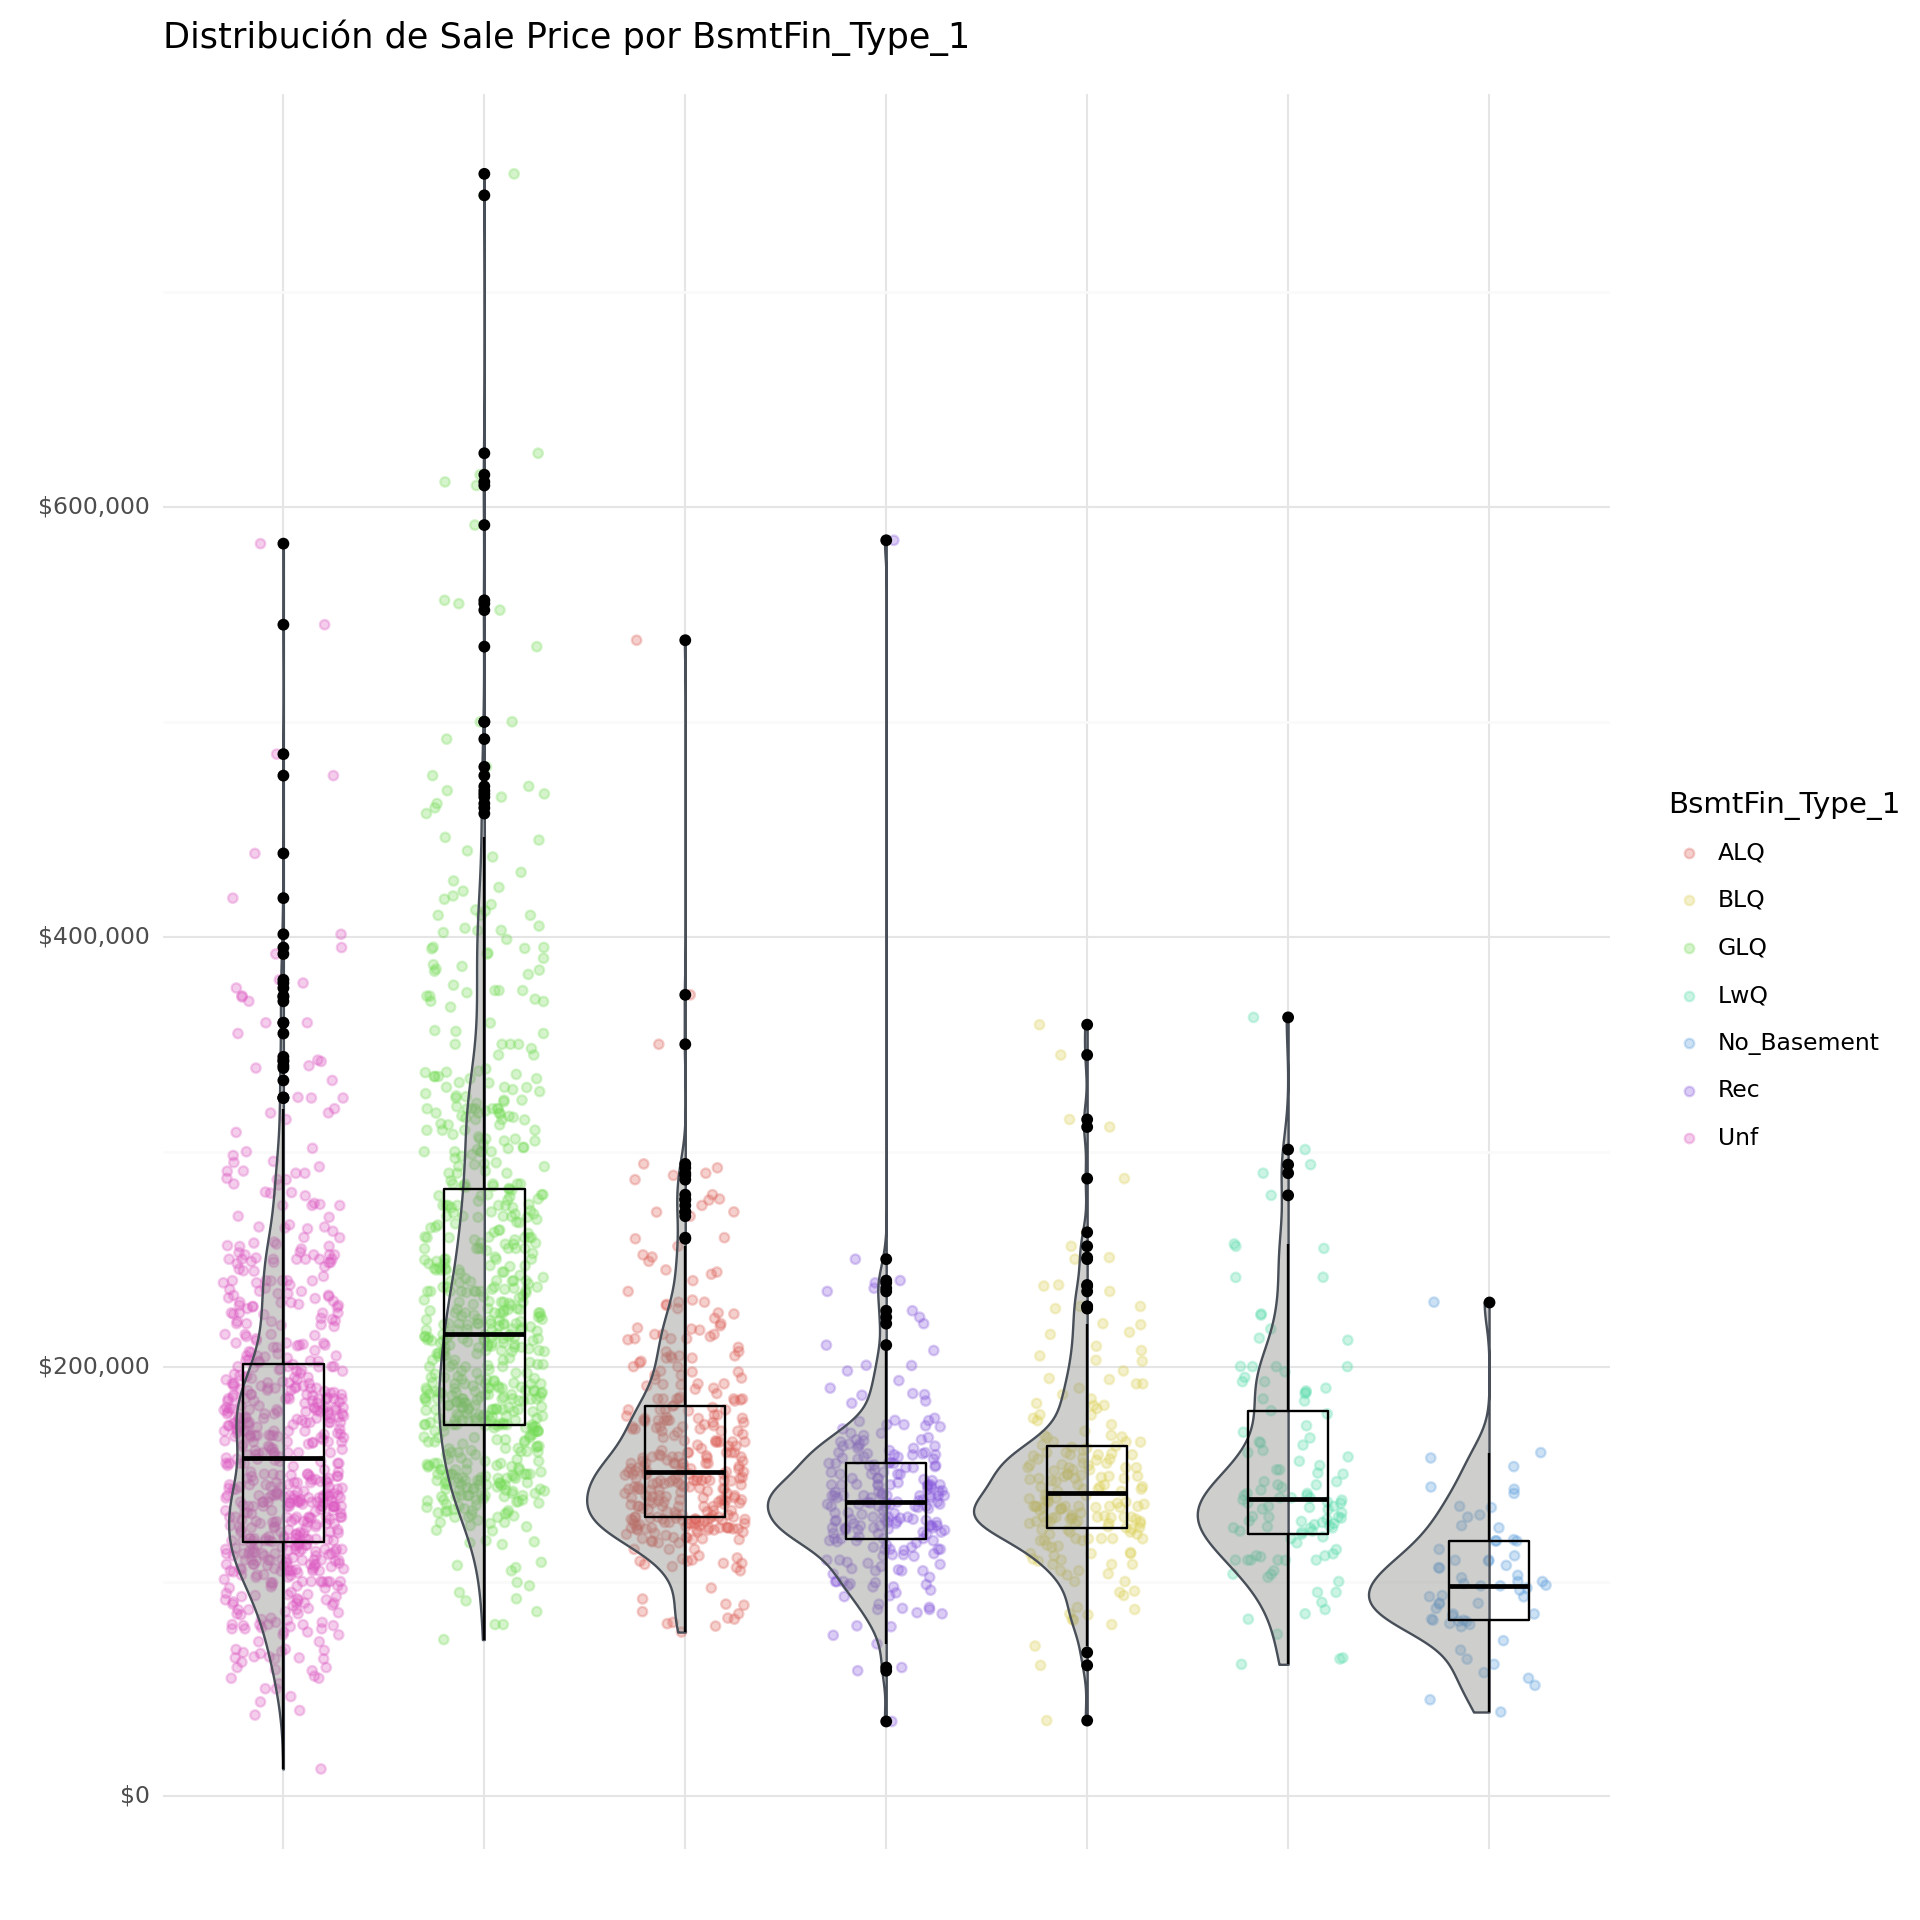 Distribución de Sale Price por BsmtFin_Type_1
$600,000
$400,000
$200,000
$0
BsmtFin_Type_1
ALQ
BLQ
GLQ
LwQ
No_Basement
Rec
Unf